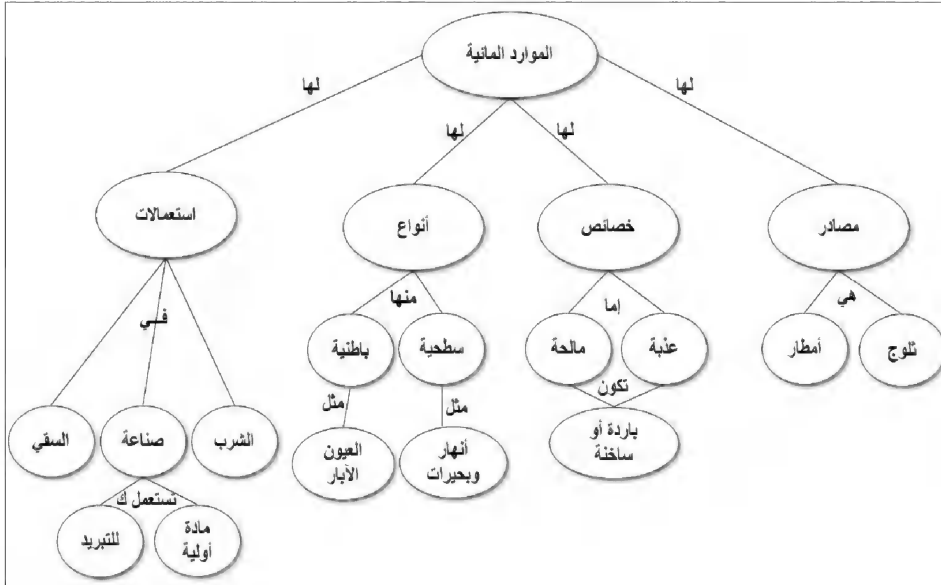 الموارد المائية
لها
لها
لها
لها
مصادر
خصائص
أنواع
استعمالات
هي
إما
منها
في
ثلوج
أمطار
عذبة
مالحة
سطحية
باطنية
تكون
مثل
مثل
باردة أو
ساخنة
أنهار
وبحيرات
العيون
الآبار
الشرب
صناعة
السقي
تستعمل ك
مادة
أولية
للتبريد